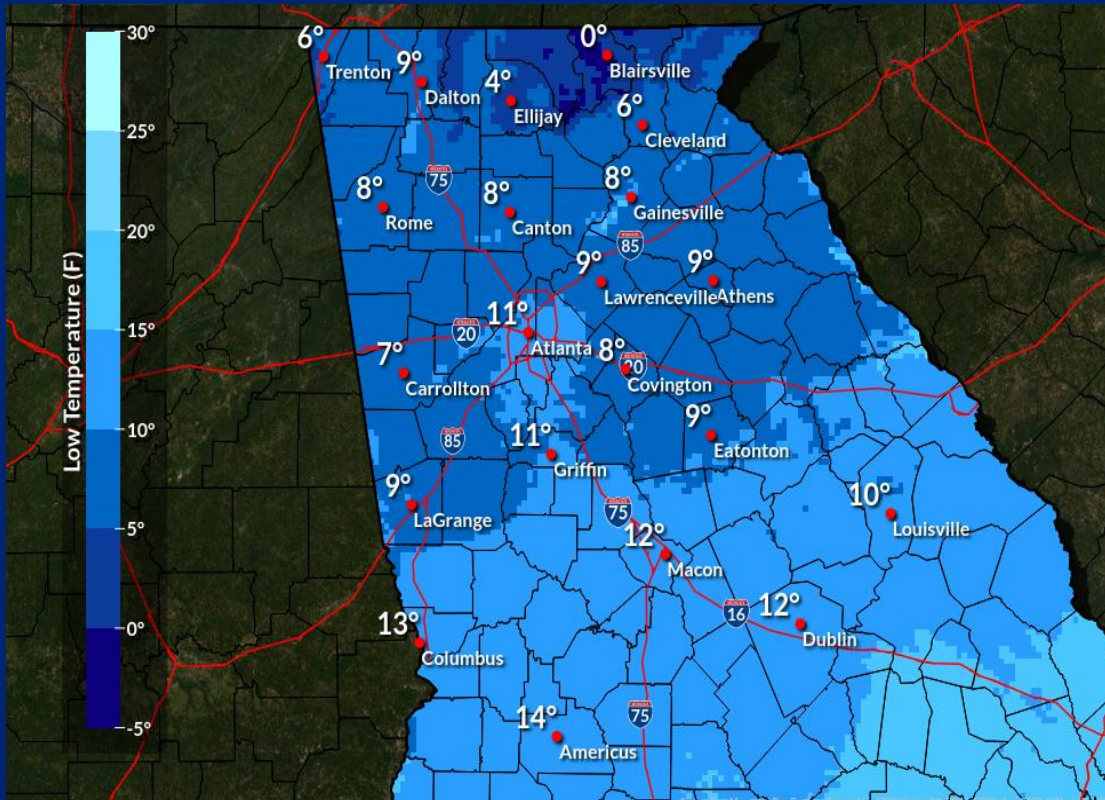 30°
25°
20°
15°
10°
5°
0°
-5°
Low Temperature (F)
6°
Trenton
9°
Dalton
4°
Ellijay
0°
Blairsville
6°
Cleveland
8°
Rome
75
8°
Canton
8°
Gainesville
85
9°
Lawrenceville
9°
Athens
11°
Atlanta
20
7°
Carrollton
8°
20
Covington
85
11°
Griffin
9°
Eatonton
9°
LaGrange
75
10°
Louisville
12°
Macon
16
12°
Dublin
13°
Columbus
14°
Americus
75